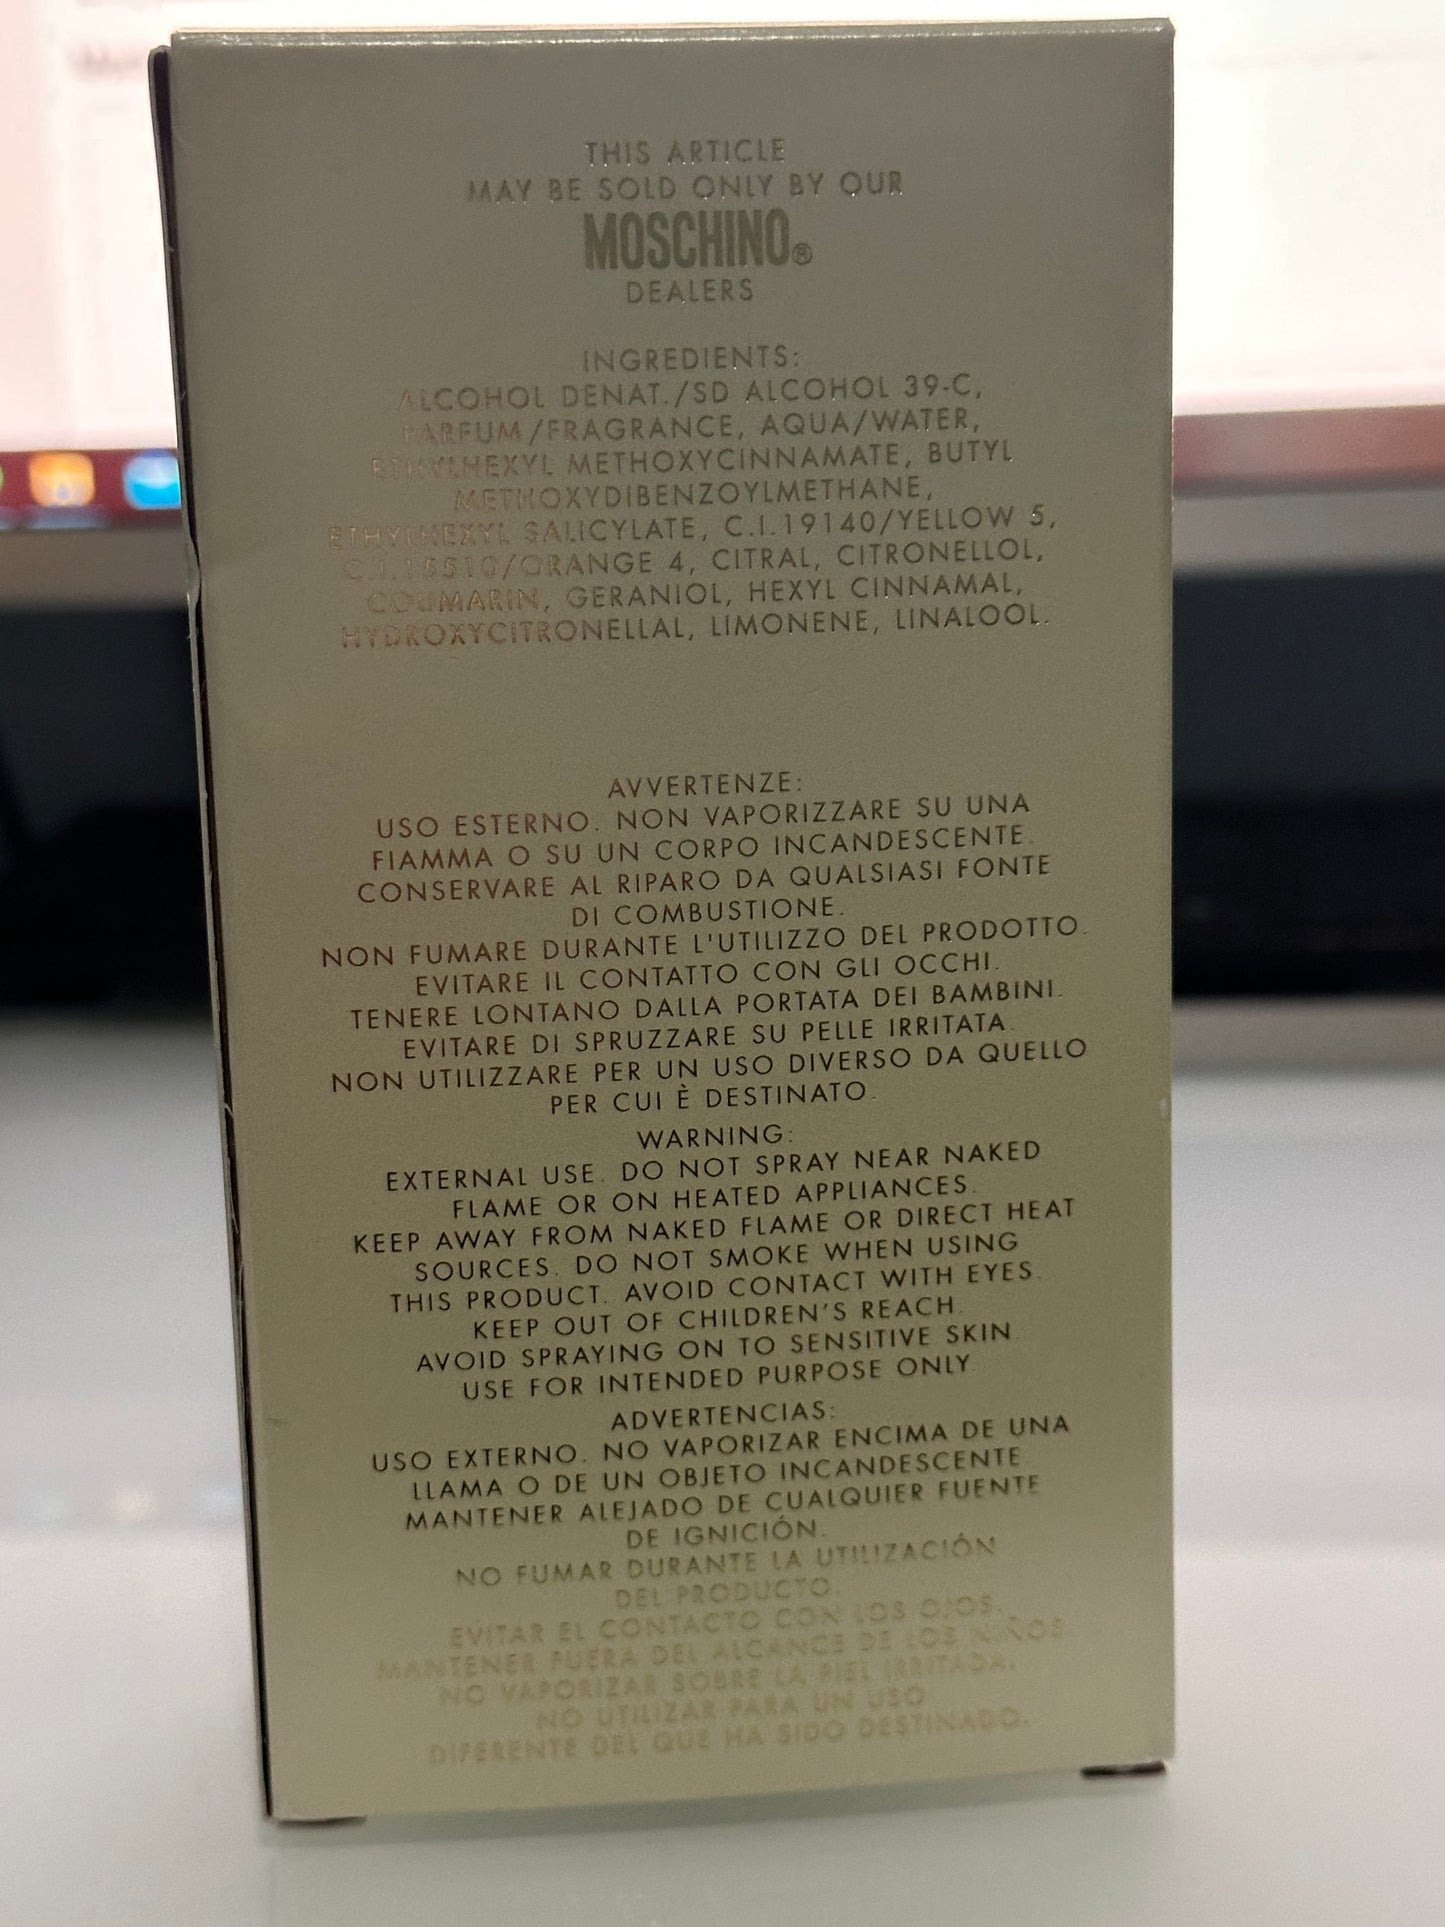 THIS ARTICLE
MAY BE SOLD ONLY BY OUR
MOSCHINO®
DEALERS
INGREDIENTS:
ALCOHOL DENAT./SD ALCOHOL 39-C,
PARFUM/FRAGRANCE, AQUA/WATER,
ETHYLHEXYL METHOXYCINNAMATE, BUTYL
METHOXYDIBENZOYLMETHANE,
ETHYLHEXYL SALICYLATE, C.I.19140/YELLOW 5,
C.I.15510/ORANGE 4, CITRAL, CITRONELLOL,
COUMARIN, GERANIOL, HEXYL CINNAMAL,
HYDROXYCITRONELLAL, LIMONENE, LINALOOL.
AVVERTENZE:
USO ESTERNO. NON VAPORIZZARE SU UNA
FIAMMA O SU UN CORPO INCANDESCENTE.
CONSERVARE AL RIPARO DA QUALSIASI FONTE
DI COMBUSTIONE.
NON FUMARE DURANTE L'UTILIZZO DEL PRODOTTO.
EVITARE IL CONTATTO CON GLI OCCHI.
TENERE LONTANO DALLA PORTATA DEI BAMBINI.
EVITARE DI SPRUZZARE SU PELLE IRRITATA.
NON UTILIZZARE PER UN USO DIVERSO DA QUELLO
PER CUI È DESTINATO.
WARNING:
EXTERNAL USE. DO NOT SPRAY NEAR NAKED
FLAME OR ON HEATED APPLIANCES.
KEEP AWAY FROM NAKED FLAME OR DIRECT HEAT
SOURCES. DO NOT SMOKE WHEN USING
THIS PRODUCT. AVOID CONTACT WITH EYES.
KEEP OUT OF CHILDREN'S REACH.
AVOID SPRAYING ON TO SENSITIVE SKIN.
USE FOR INTENDED PURPOSE ONLY.
ADVERTENCIAS:
USO EXTERNO. NO VAPORIZAR ENCIMA DE UNA
LLAMA O DE UN OBJETO INCANDESCENTE.
MANTENER ALEJADO DE CUALQUIER FUENTE
DE IGNICIÓN.
NO FUMAR DURANTE LA UTILIZACIÓN
DEL PRODUCTO.
EVITAR EL CONTACTO CON LOS OJOS.
MANTENER FUERA DEL ALCANCE DE LOS NIÑOS.
NO VAPORIZAR SOBRE LA PIEL IRRITADA.
NO UTILIZAR PARA UN USO
DIFERENTE DEL QUE HA SIDO DESTINADO.